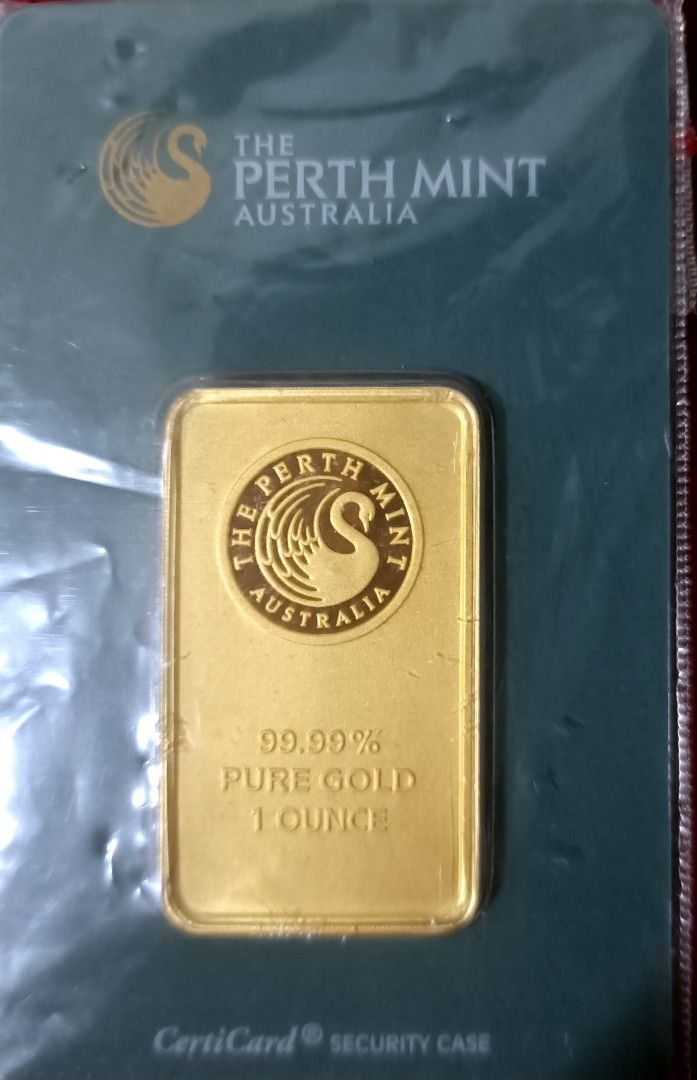 THE
PERTH MINT
AUSTRALIA
THE PERTH MINT
AUSTRALIA
99.99%
PURE GOLD
1 OUNCE
CertiCard® SECURITY CASE